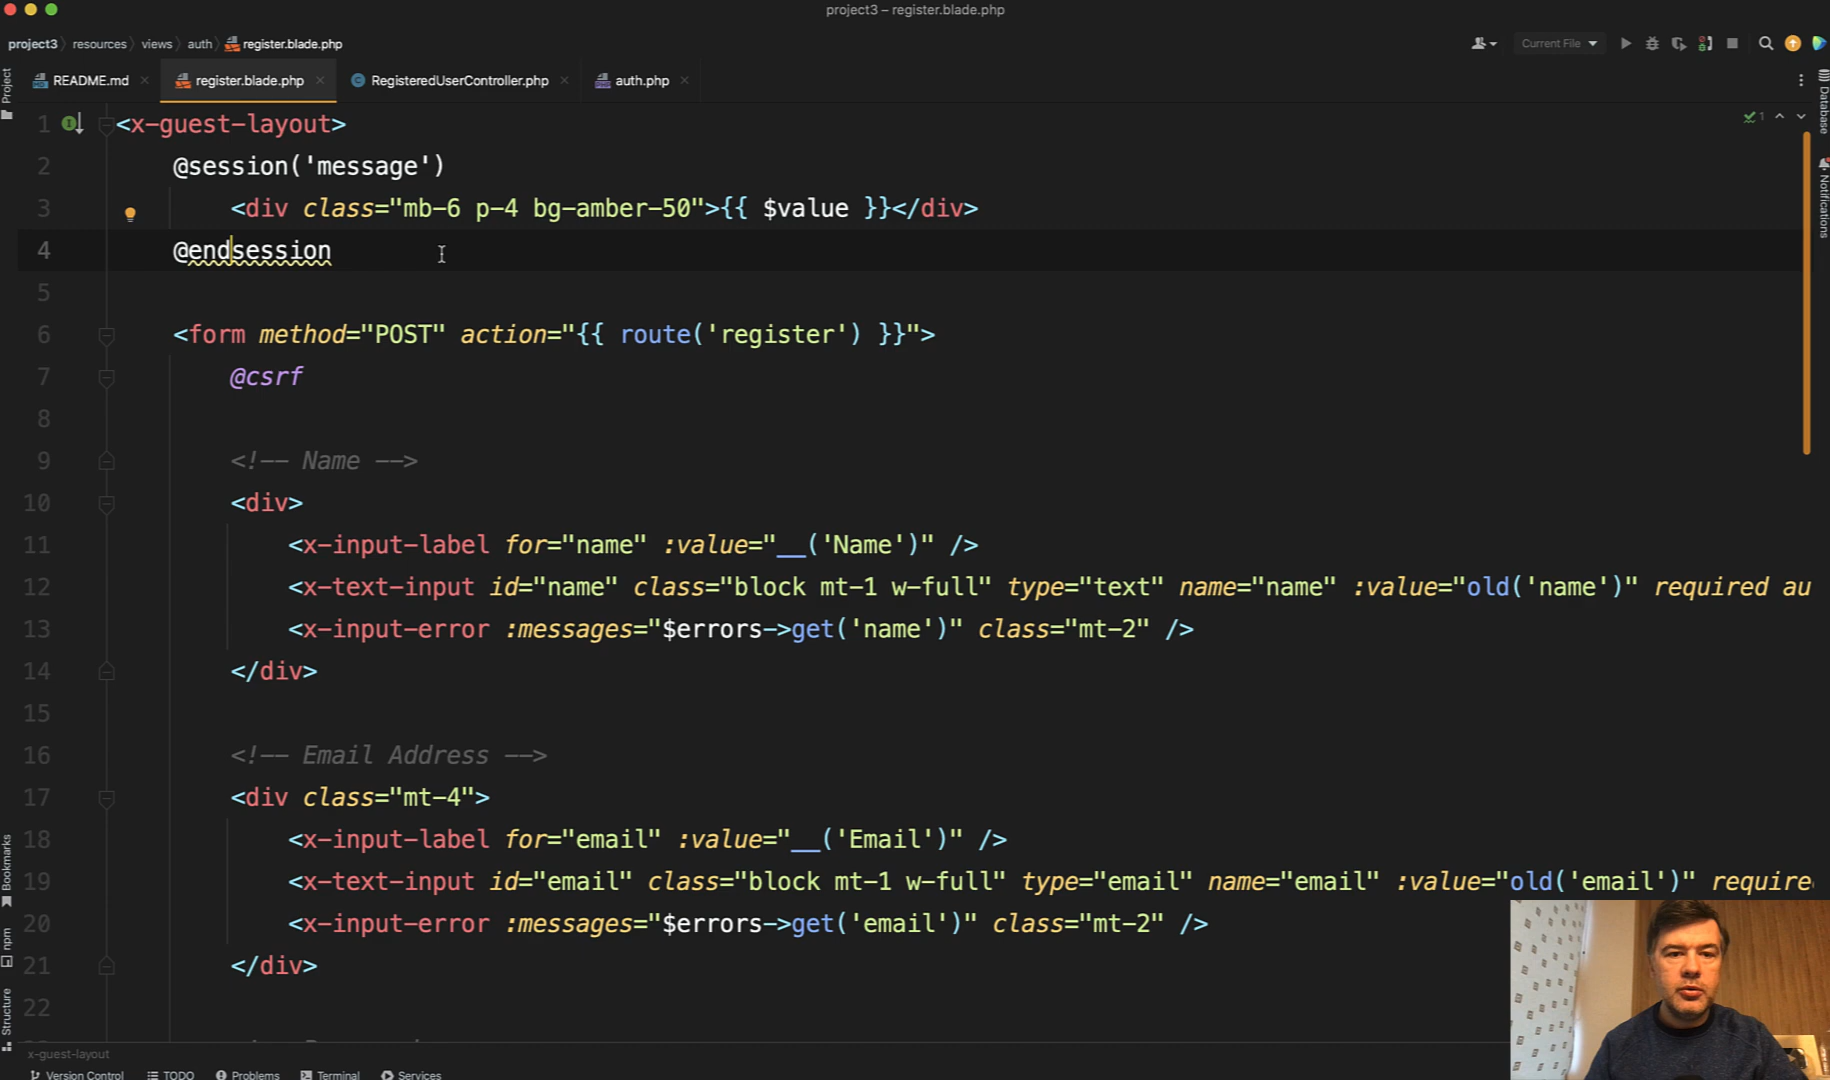 project3 – register.blade.php
project3 resources views auth register.blade.php
Current File
README.md register.blade.php RegisteredUserController.php auth.php
Project
Database
Notifications
Bookmarks
npm
Structure
1
1 <x-guest-layout>
2 @session('message')
3 <div class="mb-6 p-4 bg-amber-50">{{ $value }}</div>
4 @endsession
5
6 <form method="POST" action="{{ route('register') }}">
7 @csrf
8
9 <!-- Name -->
10 <div>
11 <x-input-label for="name" :value="__('Name')" />
12 <x-text-input id="name" class="block mt-1 w-full" type="text" name="name" :value="old('name')" required au
13 <x-input-error :messages="$errors->get('name')" class="mt-2" />
14 </div>
15
16 <!-- Email Address -->
17 <div class="mt-4">
18 <x-input-label for="email" :value="__('Email')" />
19 <x-text-input id="email" class="block mt-1 w-full" type="email" name="email" :value="old('email')" require
20 <x-input-error :messages="$errors->get('email')" class="mt-2" />
21 </div>
22
x-guest-layout
Version Control TODO Problems Terminal Services